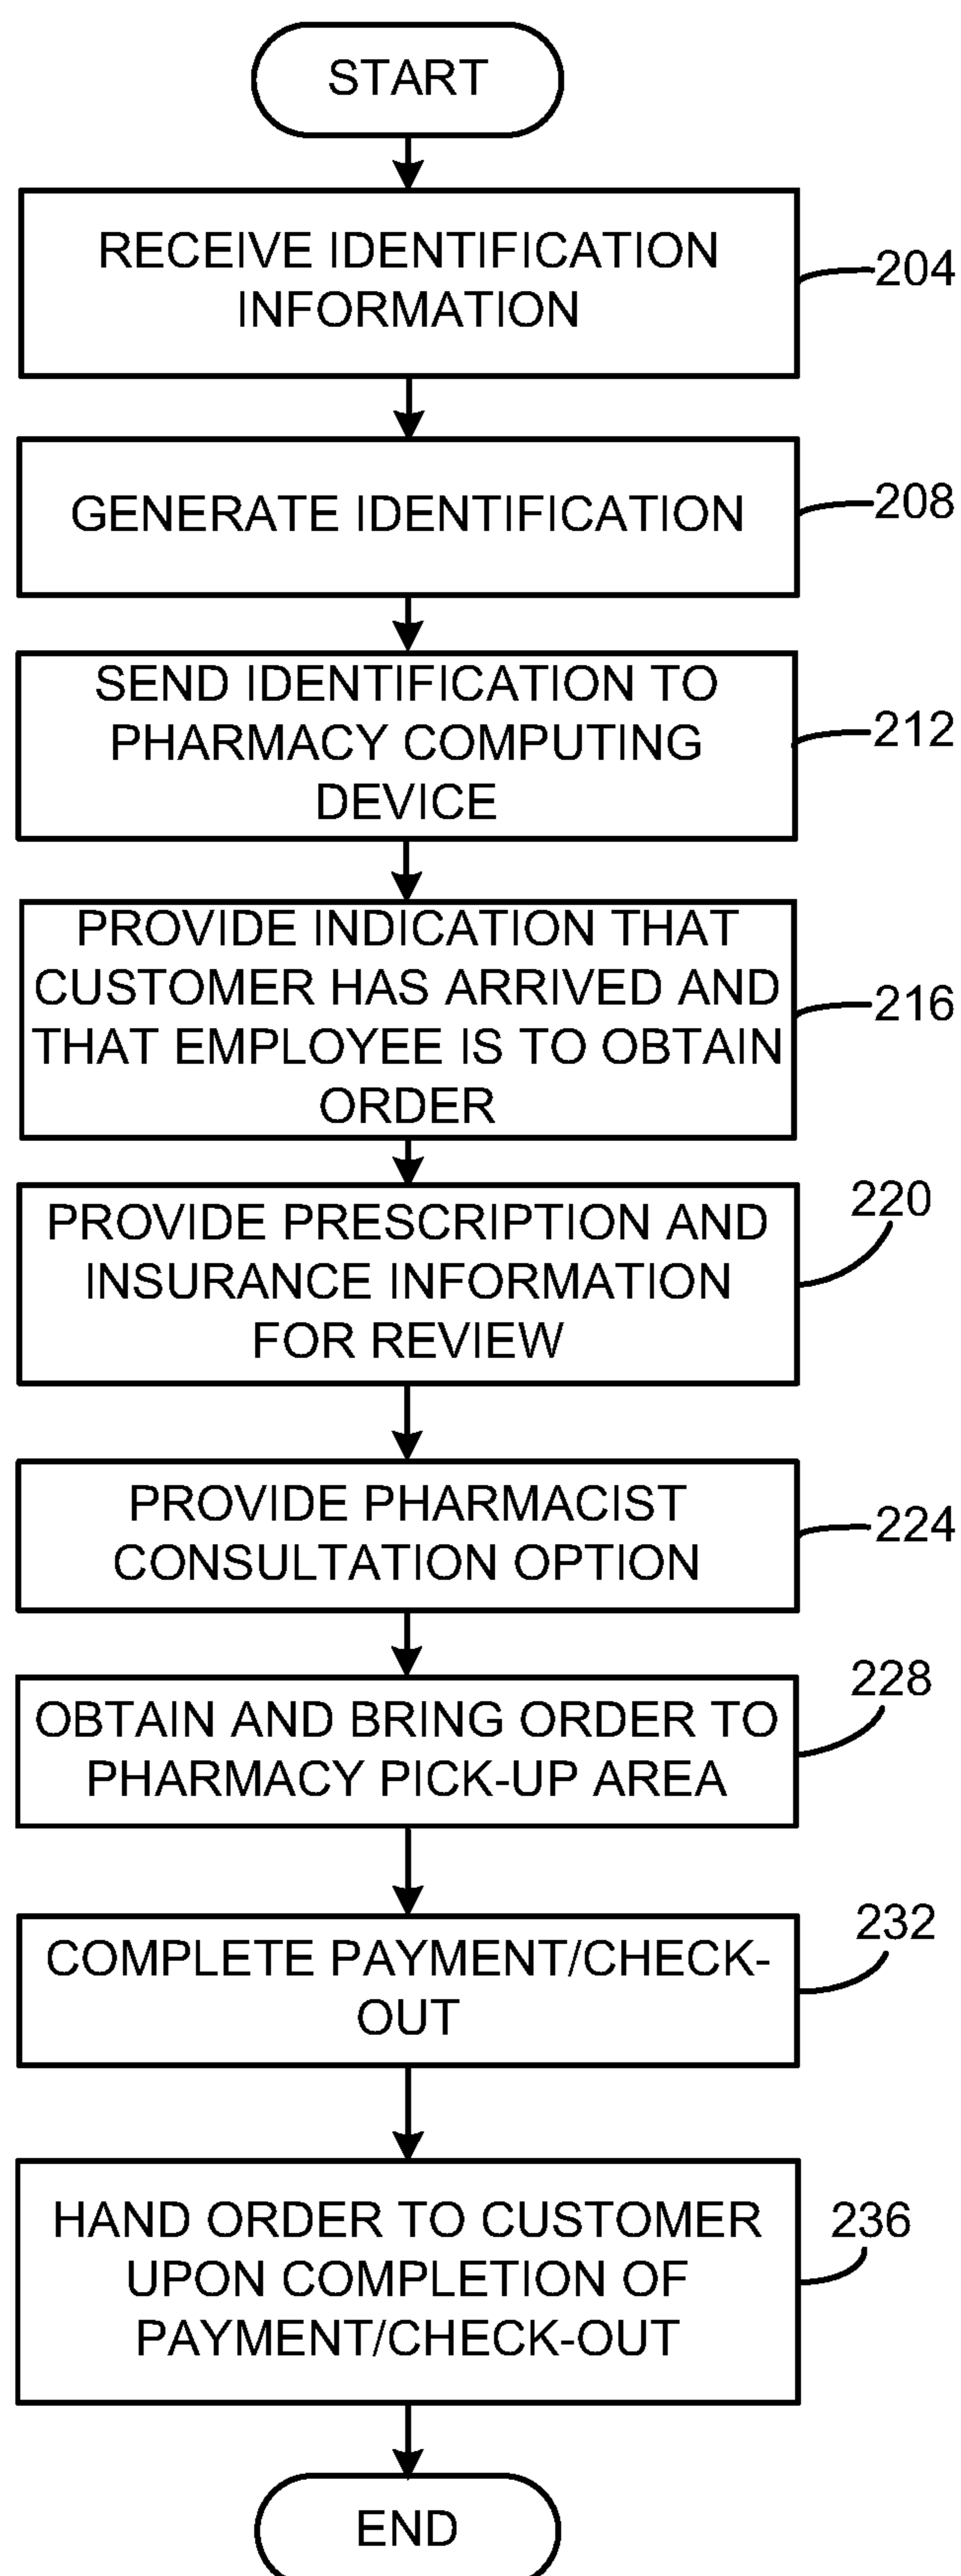 START
RECEIVE IDENTIFICATION
INFORMATION
204
GENERATE IDENTIFICATION
208
SEND IDENTIFICATION TO
PHARMACY COMPUTING
DEVICE
212
PROVIDE INDICATION THAT
CUSTOMER HAS ARRIVED AND
THAT EMPLOYEE IS TO OBTAIN
ORDER
216
PROVIDE PRESCRIPTION AND
INSURANCE INFORMATION
FOR REVIEW
220
PROVIDE PHARMACIST
CONSULTATION OPTION
224
OBTAIN AND BRING ORDER TO
PHARMACY PICK-UP AREA
228
COMPLETE PAYMENT/CHECK-
OUT
232
HAND ORDER TO CUSTOMER
UPON COMPLETION OF
PAYMENT/CHECK-OUT
236
END